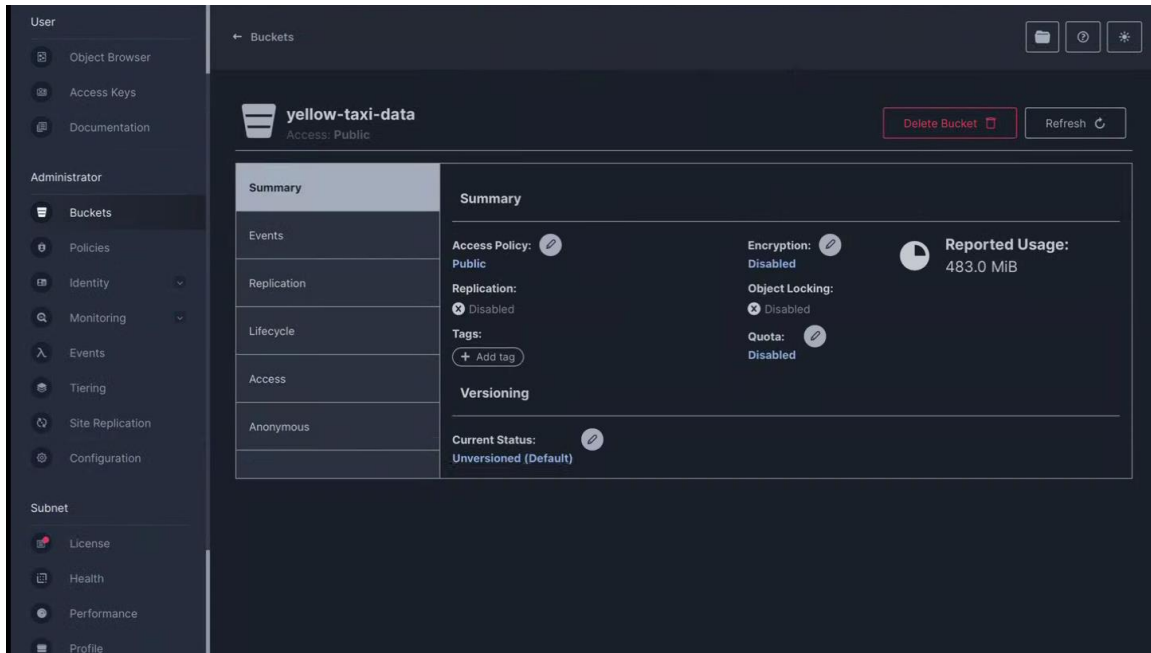 User
Object Browser
Access Keys
Documentation
Administrator
Buckets
Policies
Identity
Monitoring
Events
Tiering
Site Replication
Configuration
Subnet
License
Health
Performance
Profile
← Buckets
yellow-taxi-data
Access: Public
Delete Bucket
Refresh
Summary
Events
Replication
Lifecycle
Access
Anonymous
Summary
Access Policy:
Public
Replication:
Disabled
Tags:
+ Add tag
Encryption:
Disabled
Object Locking:
Disabled
Quota:
Disabled
Reported Usage:
483.0 MiB
Versioning
Current Status:
Unversioned (Default)